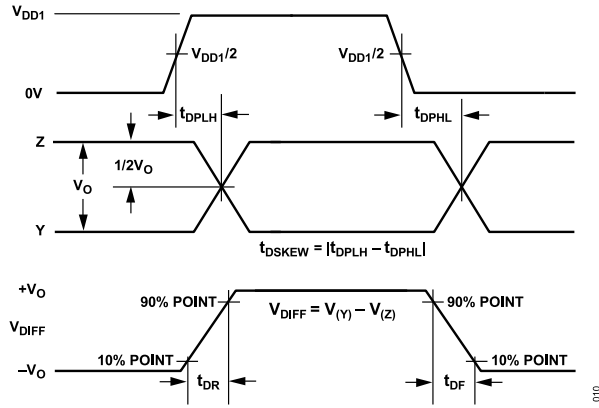 VDD1
VDD1/2
VDD1/2
0V
tDPLH
tDPHL
Z
1/2VO
VO
Y
tDSKEW = |tDPLH – tDPHL|
+VO
90% POINT
VDIFF = V(Y) – V(Z)
90% POINT
VDIFF
10% POINT
10% POINT
–VO
tDR
tDF
010